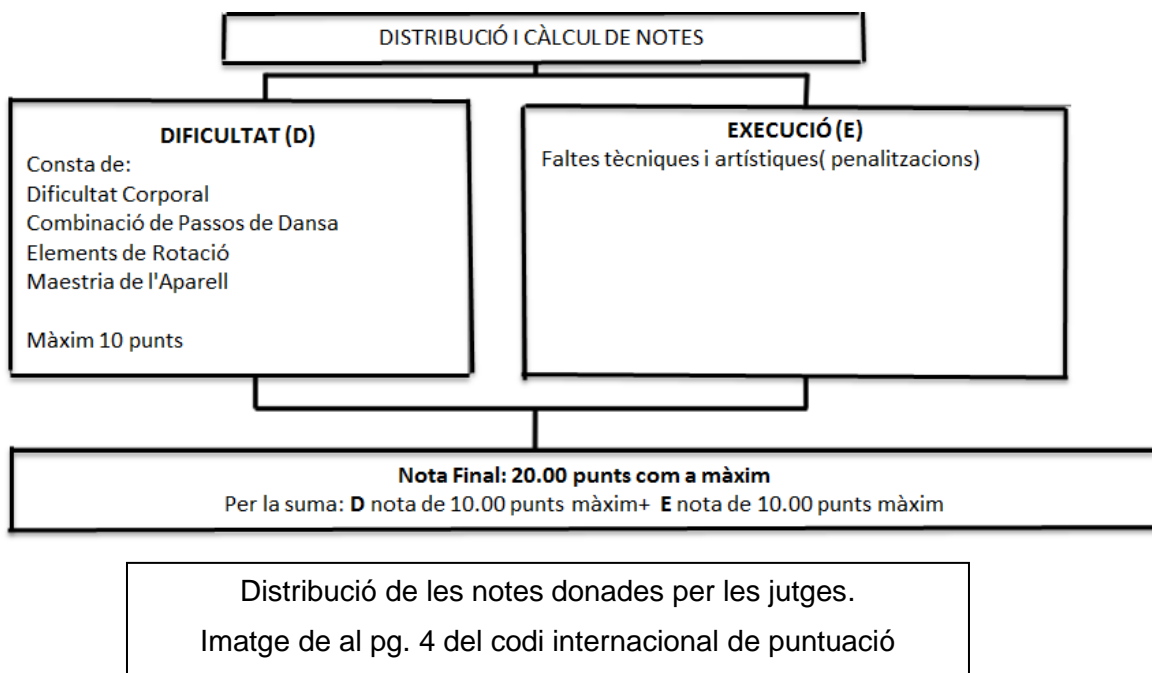 DISTRIBUCIÓ I CÀLCUL DE NOTES
DIFICULTAT (D)
Consta de:
Dificultat Corporal
Combinació de Passos de Dansa
Elements de Rotació
Maestria de l'Aparell
Màxim 10 punts
EXECUCIÓ (E)
Faltes tècniques i artístiques( penalitzacions)
Nota Final: 20.00 punts com a màxim
Per la suma: D nota de 10.00 punts màxim+ E nota de 10.00 punts màxim
Distribució de les notes donades per les jutges.
Imatge de al pg. 4 del codi internacional de puntuació